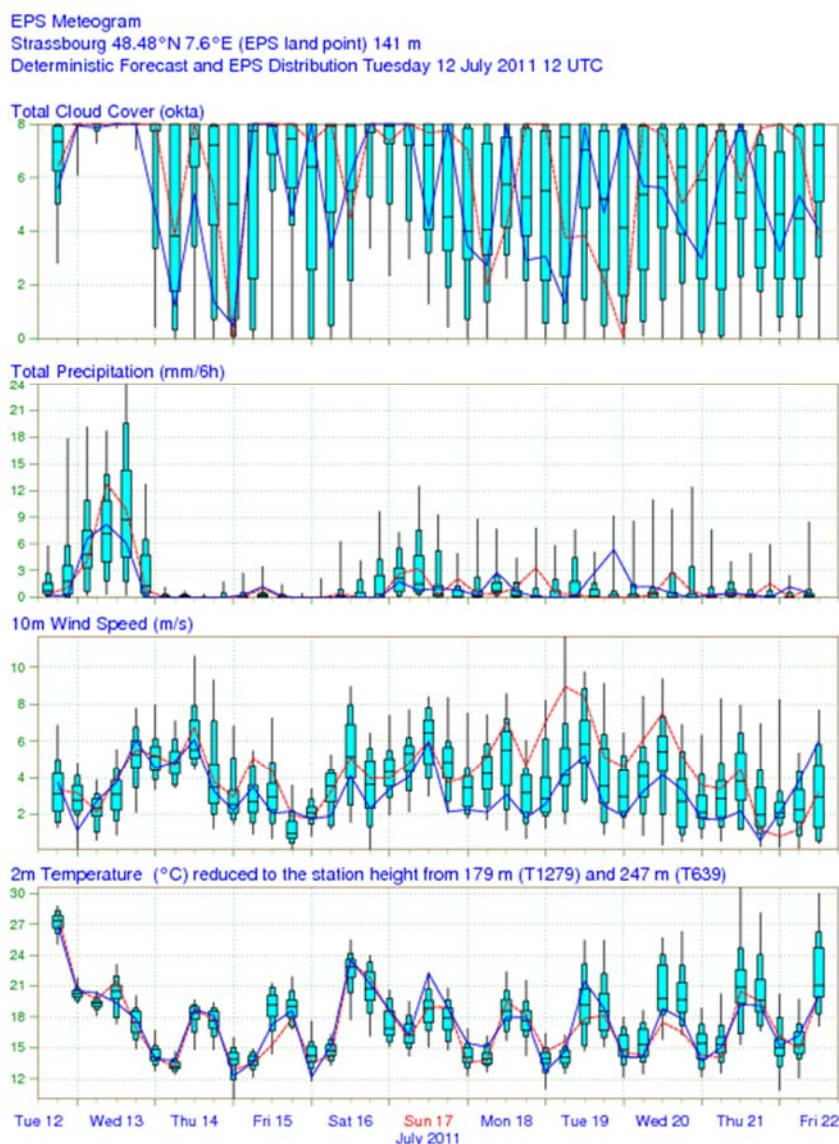 EPS Meteogram
Strassbourg 48.48°N 7.6°E (EPS land point) 141 m
Deterministic Forecast and EPS Distribution Tuesday 12 July 2011 12 UTC
Total Cloud Cover (okta)
8
6
4
2
0
Total Precipitation (mm/6h)
24
21
18
15
12
9
6
3
0
10m Wind Speed (m/s)
10
8
6
4
2
2m Temperature (°C) reduced to the station height from 179 m (T1279) and 247 m (T639)
30
27
24
21
18
15
12
Tue 12 Wed 13 Thu 14 Fri 15 Sat 16 Sun 17 Mon 18 Tue 19 Wed 20 Thu 21 Fri 22
July 2011